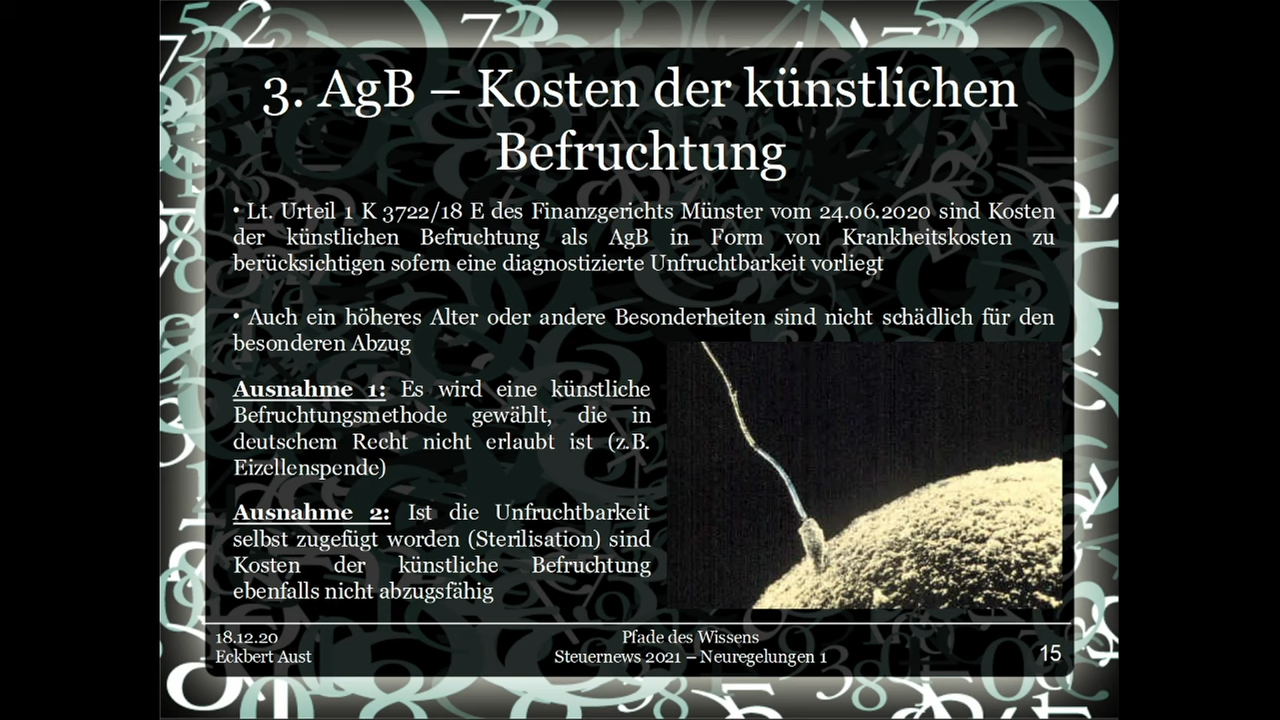 3. AgB – Kosten der künstlichen
Befruchtung
• Lt. Urteil 1 K 3722/18 E des Finanzgerichts Münster vom 24.06.2020 sind Kosten
der künstlichen Befruchtung als AgB in Form von Krankheitskosten zu
berücksichtigen sofern eine diagnostizierte Unfruchtbarkeit vorliegt
• Auch ein höheres Alter oder andere Besonderheiten sind nicht schädlich für den
besonderen Abzug
Ausnahme 1: Es wird eine künstliche
Befruchtungsmethode gewählt, die in
deutschem Recht nicht erlaubt ist (z.B.
Eizellenspende)
Ausnahme 2: Ist die Unfruchtbarkeit
selbst zugefügt worden (Sterilisation) sind
Kosten der künstliche Befruchtung
ebenfalls nicht abzugsfähig
18.12.20
Eckbert Aust
Pfade des Wissens
Steuernews 2021 – Neuregelungen 1
15